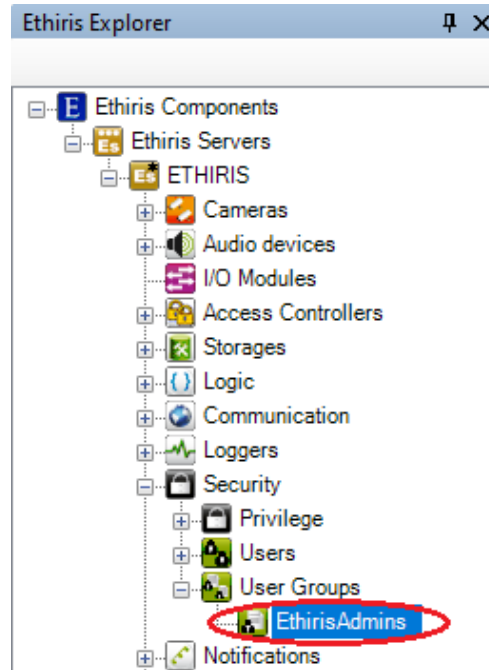 Ethiris Explorer
Ethiris Components
Ethiris Servers
ETHIRIS
Cameras
Audio devices
I/O Modules
Access Controllers
Storages
Logic
Communication
Loggers
Security
Privilege
Users
User Groups
EthirisAdmins
Notifications